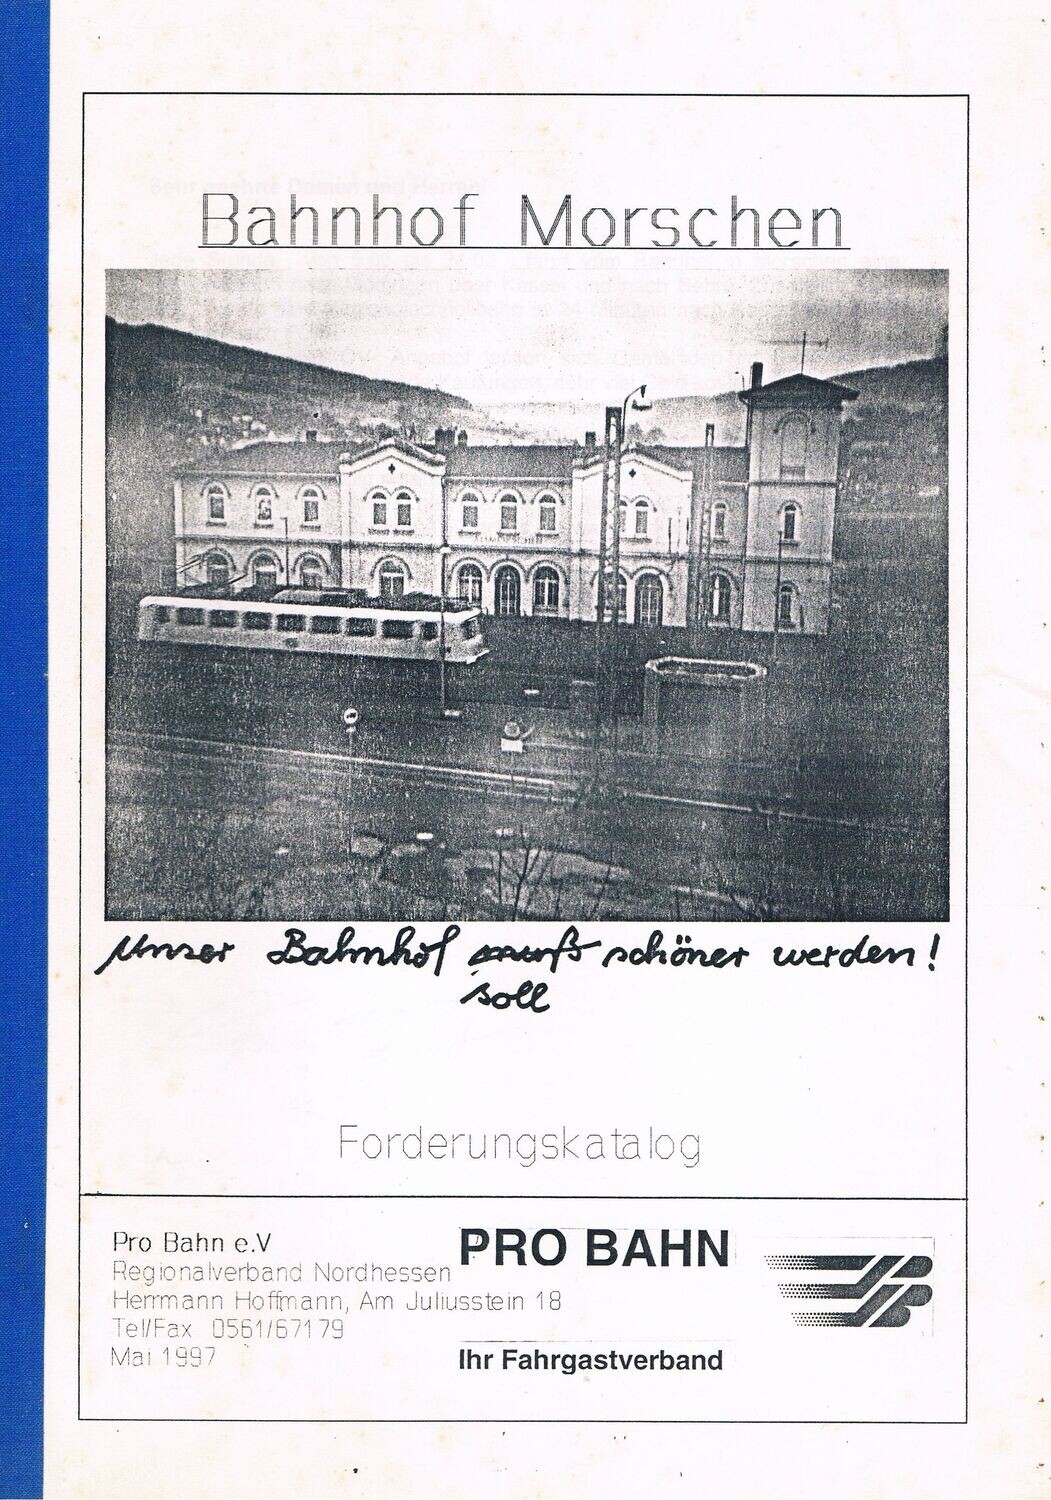 Bahnhof Morschen
Unser Bahnhof muß schöner werden!
soll
Forderungskatalog
Pro Bahn e.V
Regionalverband Nordhessen
Herrmann Hoffmann, Am Juliusstein 18
Tel/Fax 0561/67179
Mai 1997
PRO BAHN
Ihr Fahrgastverband